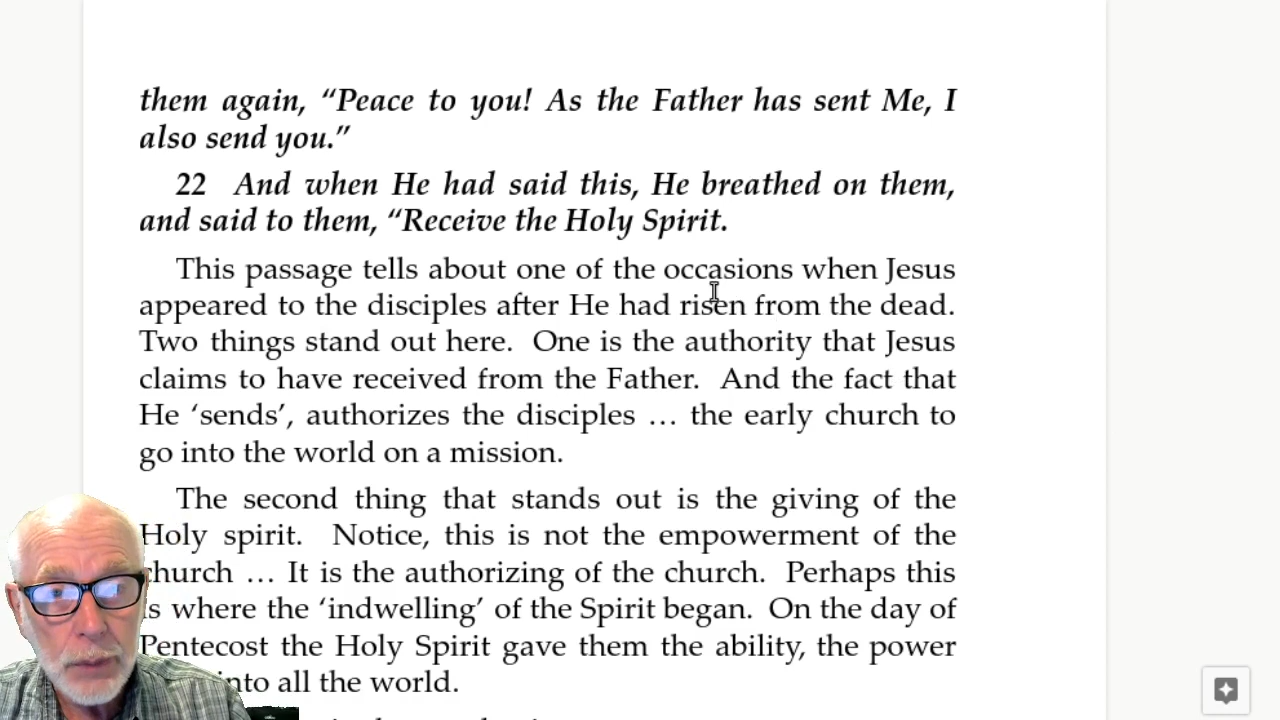 them again, “Peace to you! As the Father has sent Me, I
also send you.”
22 And when He had said this, He breathed on them,
and said to them, “Receive the Holy Spirit.
This passage tells about one of the occasions when Jesus
appeared to the disciples after He had risen from the dead.
Two things stand out here. One is the authority that Jesus
claims to have received from the Father. And the fact that
He ‘sends’, authorizes the disciples … the early church to
go into the world on a mission.
The second thing that stands out is the giving of the
Holy spirit. Notice, this is not the empowerment of the
church … It is the authorizing of the church. Perhaps this
is where the ‘indwelling’ of the Spirit began. On the day of
Pentecost the Holy Spirit gave them the ability, the power
into all the world.